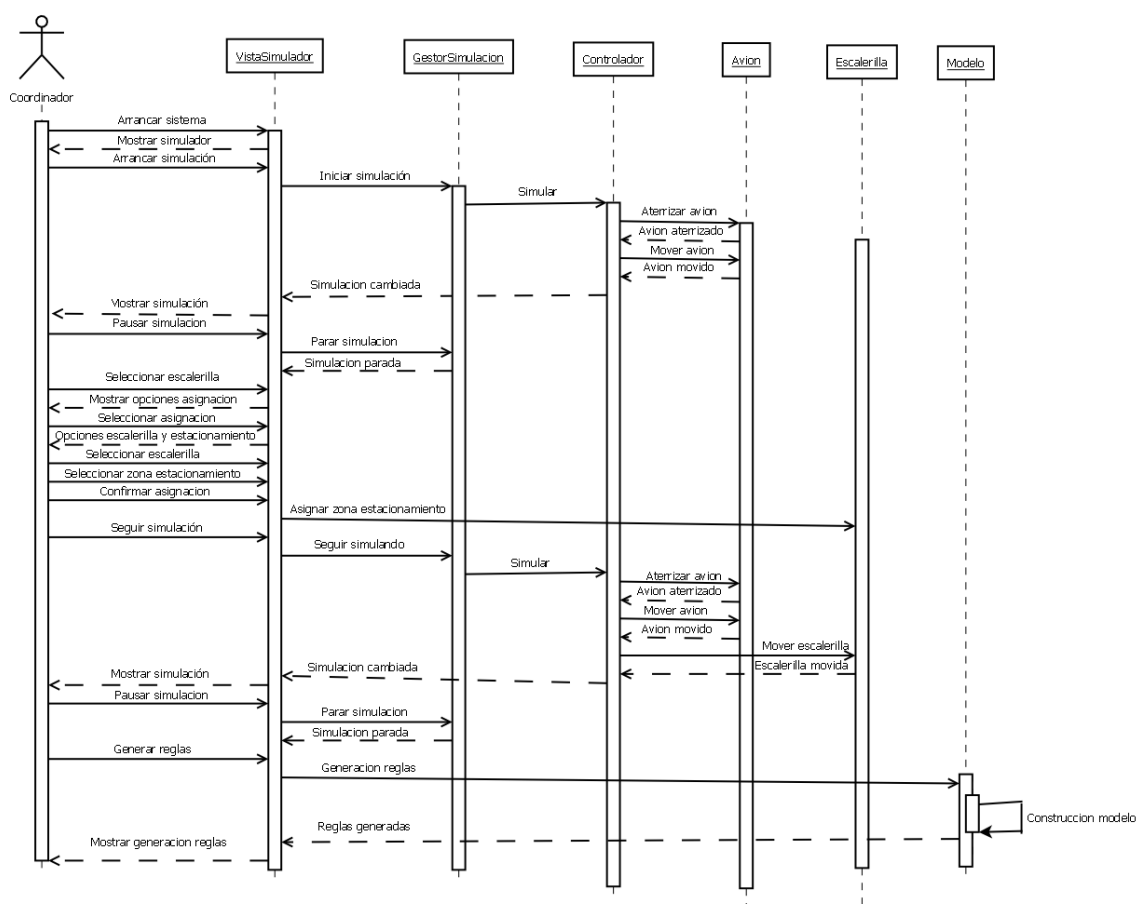 VistaSimulador
GestorSimulacion
Controlador
Avion
Escalerilla
Modelo
Coordinador
Arrancar sistema
Mostrar simulador
Arrancar simulación
Iniciar simulación
Simular
Aterrizar avion
Avion aterrizado
Mover avion
Avion movido
Simulacion cambiada
Mostrar simulación
Pausar simulacion
Parar simulacion
Simulacion parada
Seleccionar escalerilla
Mostrar opciones asignacion
Seleccionar asignacion
Opciones escalerilla y estacionamiento
Seleccionar escalerilla
Seleccionar zona estacionamiento
Confirmar asignacion
Asignar zona estacionamiento
Seguir simulación
Seguir simulando
Simular
Aterrizar avion
Avion aterrizado
Mover avion
Avion movido
Mover escalerilla
Escalerilla movida
Simulacion cambiada
Mostrar simulación
Pausar simulacion
Parar simulacion
Simulacion parada
Generar reglas
Generacion reglas
Construccion modelo
Reglas generadas
Mostrar generacion reglas